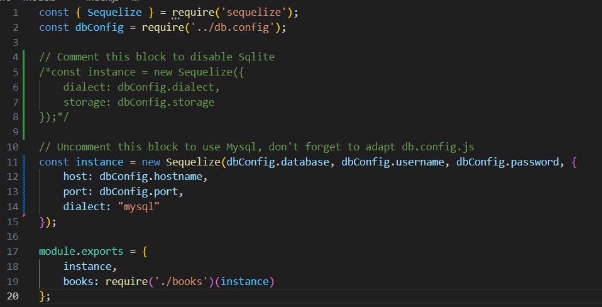 1 const { Sequelize } = require('sequelize');
2 const dbConfig = require('../db.config');
3
4 // Comment this block to disable Sqlite
5 /*const instance = new Sequelize({
6 dialect: dbConfig.dialect,
7 storage: dbConfig.storage
8 });*/
9
10 // Uncomment this block to use Mysql, don't forget to adapt db.config.js
11 const instance = new Sequelize(dbConfig.database, dbConfig.username, dbConfig.password, {
12 host: dbConfig.hostname,
13 port: dbConfig.port,
14 dialect: "mysql"
15 });
16
17 module.exports = {
18 instance,
19 books: require('./books')(instance)
20 };